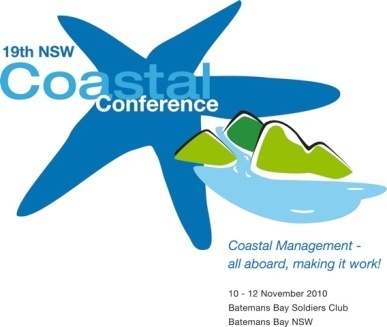 19th NSW
Coastal
Conference
Coastal Management -
all aboard, making it work!
10 - 12 November 2010
Batemans Bay Soldiers Club
Batemans Bay NSW